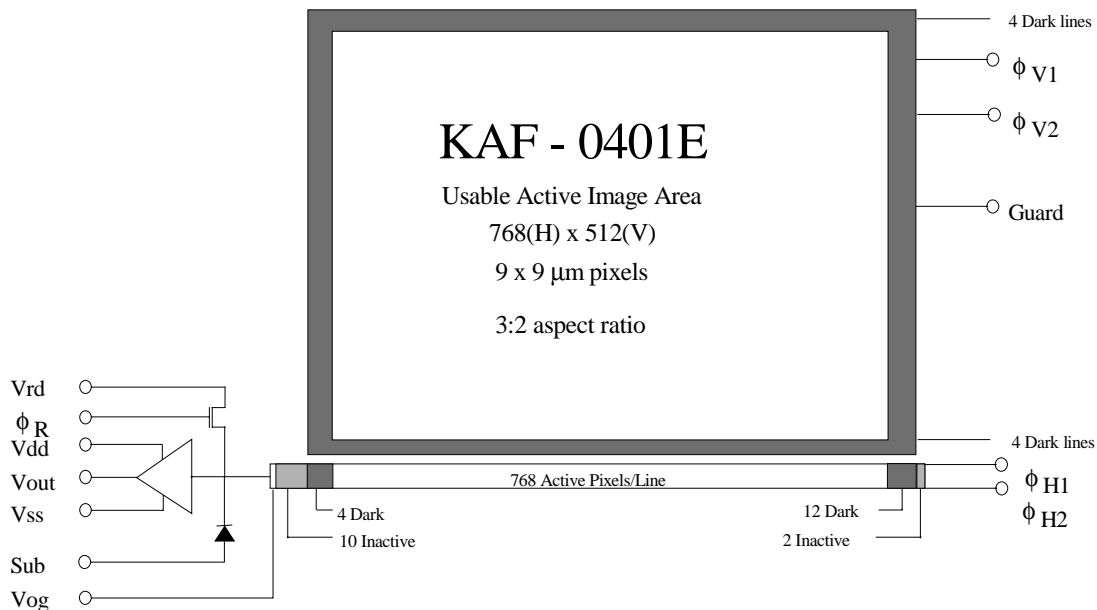 4 Dark lines
ϕ V1
ϕ V2
KAF - 0401E
Usable Active Image Area
768(H) x 512(V)
9 x 9 μm pixels
3:2 aspect ratio
Guard
Vrd
ϕ R
Vdd
Vout
Vss
Sub
Vog
4 Dark lines
768 Active Pixels/Line
ϕ H1
ϕ H2
4 Dark
12 Dark
10 Inactive
2 Inactive